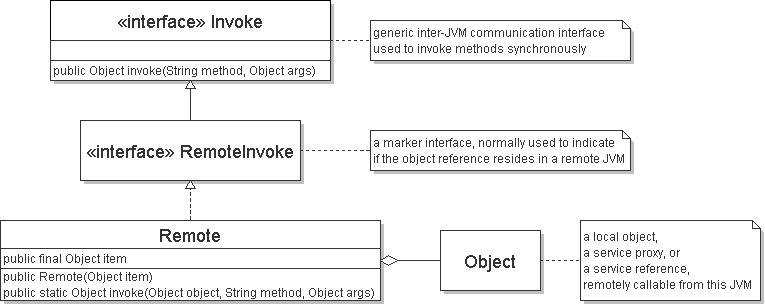 «interface» Invoke
public Object invoke(String method, Object args)
generic inter-JVM communication interface
used to invoke methods synchronously
«interface» RemoteInvoke
a marker interface, normally used to indicate
if the object reference resides in a remote JVM
Remote
public final Object item
public Remote(Object item)
public static Object invoke(Object object, String method, Object args)
Object
a local object,
a service proxy, or
a service reference,
remotely callable from this JVM